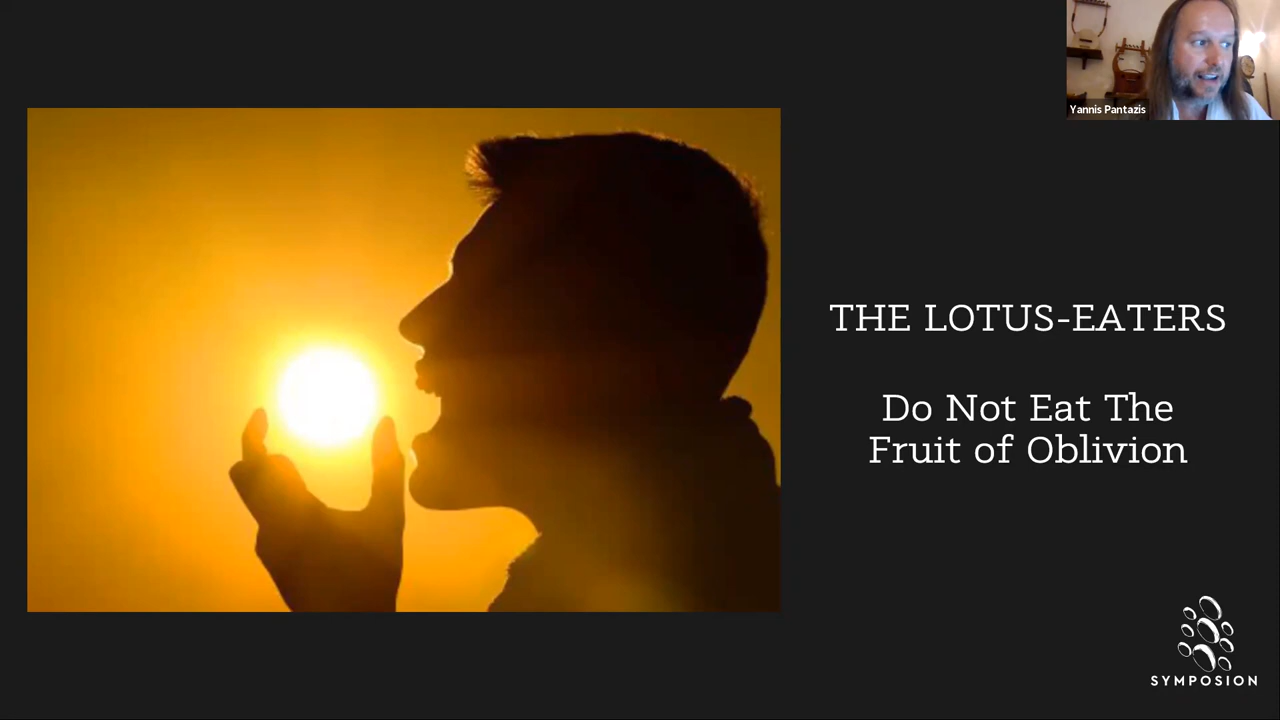 Yannis Pantazis
THE LOTUS-EATERS
Do Not Eat The
Fruit of Oblivion
SYMPOSION